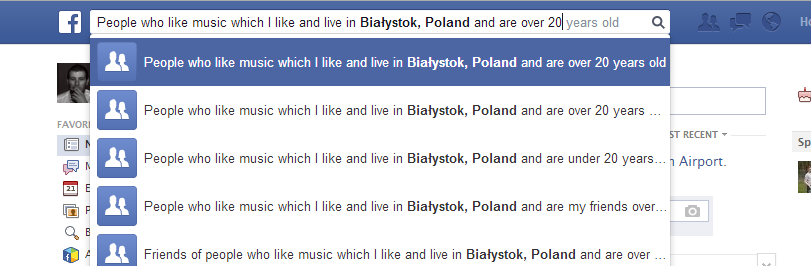 f People who like music which I like and live in Białystok, Poland and are over 20 years old
People who like music which I like and live in Białystok, Poland and are over 20 years old
People who like music which I like and live in Białystok, Poland and are over 20 years ...
People who like music which I like and live in Białystok, Poland and are under 20 years...
People who like music which I like and live in Białystok, Poland and are my friends over...
Friends of people who like music which I like and live in Białystok, Poland and are over ...
Ho
FAVOR
N
M
E
21
P
A
ST RECENT
Airport.
Sp